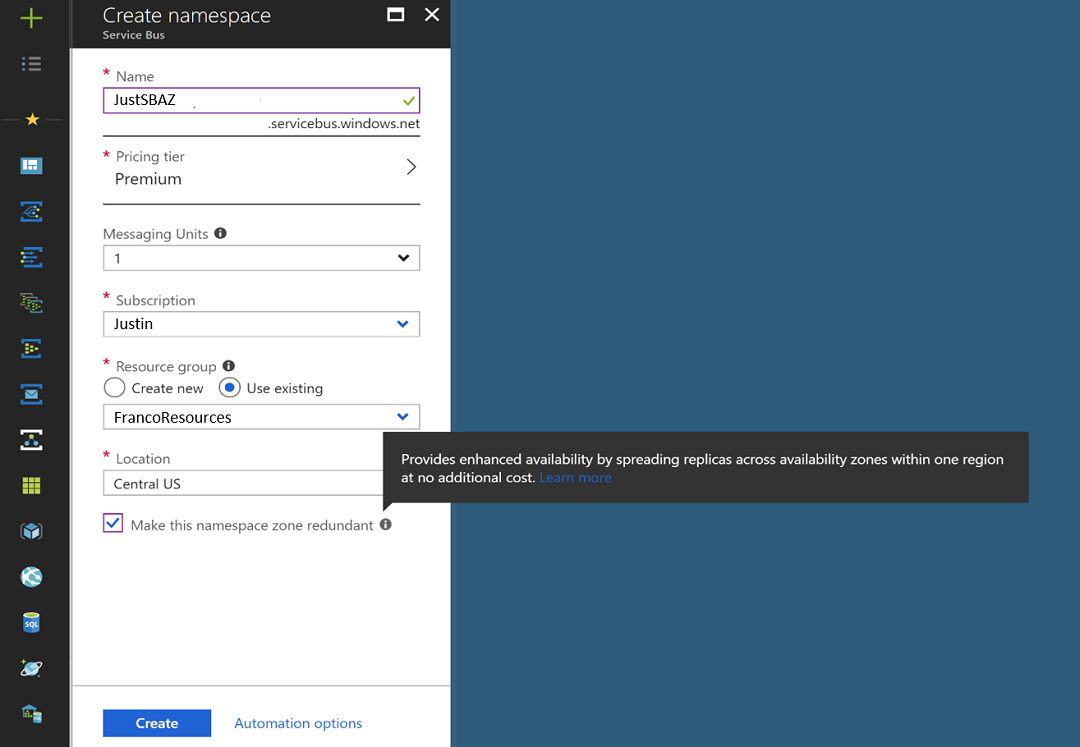 Create namespace
Service Bus
* Name
JustSBAZ
.servicebus.windows.net
* Pricing tier
Premium
Messaging Units
1
* Subscription
Justin
* Resource group
Create new Use existing
FrancoResources
* Location
Central US
Provides enhanced availability by spreading replicas across availability zones within one region
at no additional cost. Learn more
Make this namespace zone redundant
SQL
Create Automation options